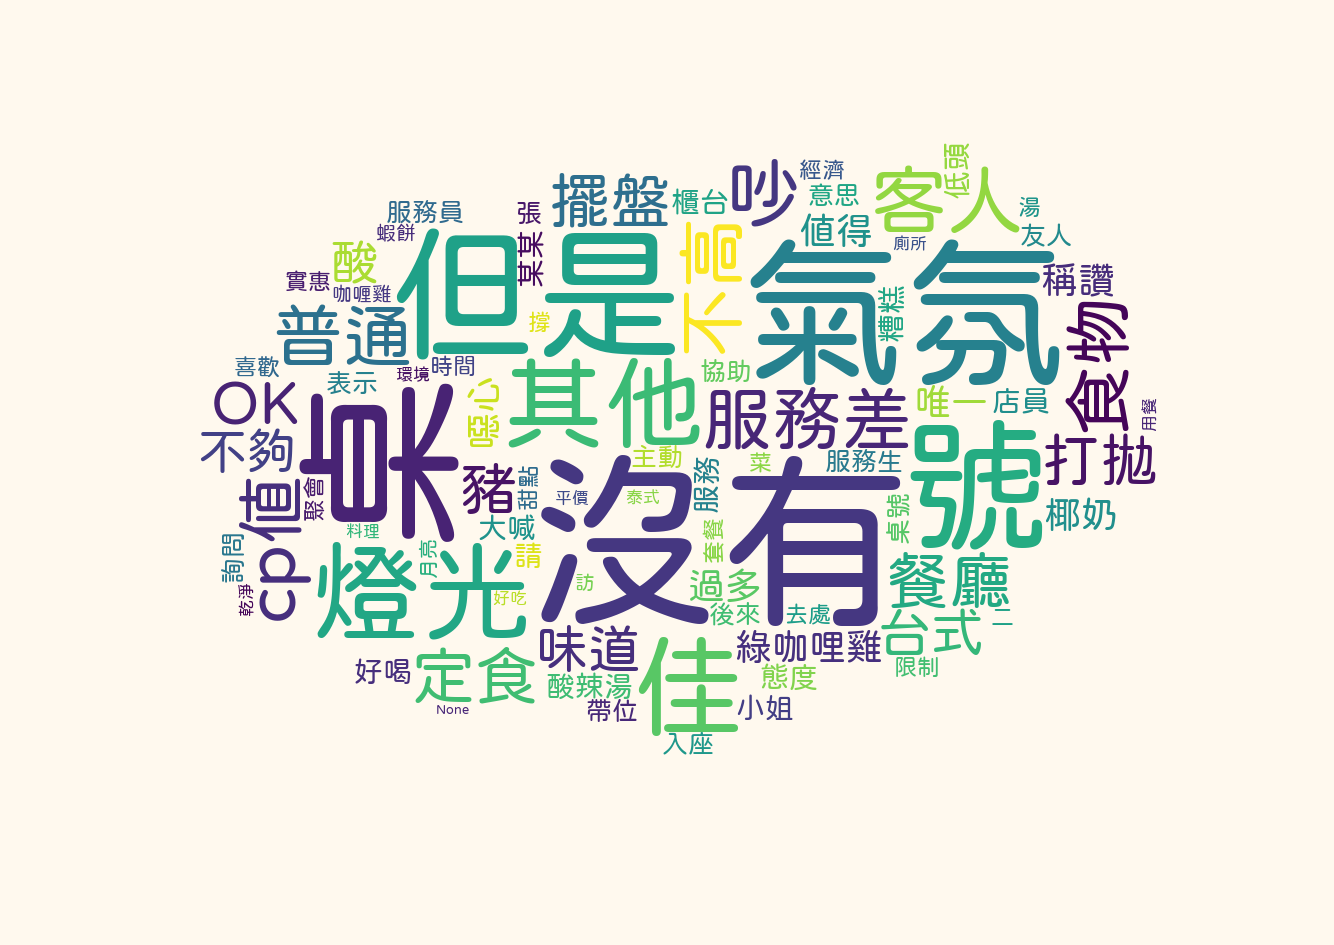 低頭
吵
經濟
客人
擺盤
櫃台
意思
服務員
張
值得
湯
蝦餅
但是
某某
不高
氣氛
廁所
友人
酸
實惠
咖喱雞
稱讚
普通
撐
糟糕
食物
喜歡
表示
環境
時間
其他
協助
OK
桌
噁心
服務差
唯一
店員
用餐
不夠
號
打拋
主動
菜
服務生
豬
甜點
沒有
服務
cp值
聚會
平價
泰式
桌號
椰奶
料理
大喊
套餐
詢問
燈光
月亮
請
訪
過多
餐廳
乾淨
好吃
後來
去處
台式
二
味道
佳
綠咖哩雞
定食
好喝
酸辣湯
態度
限制
None
帶位
小姐
入座